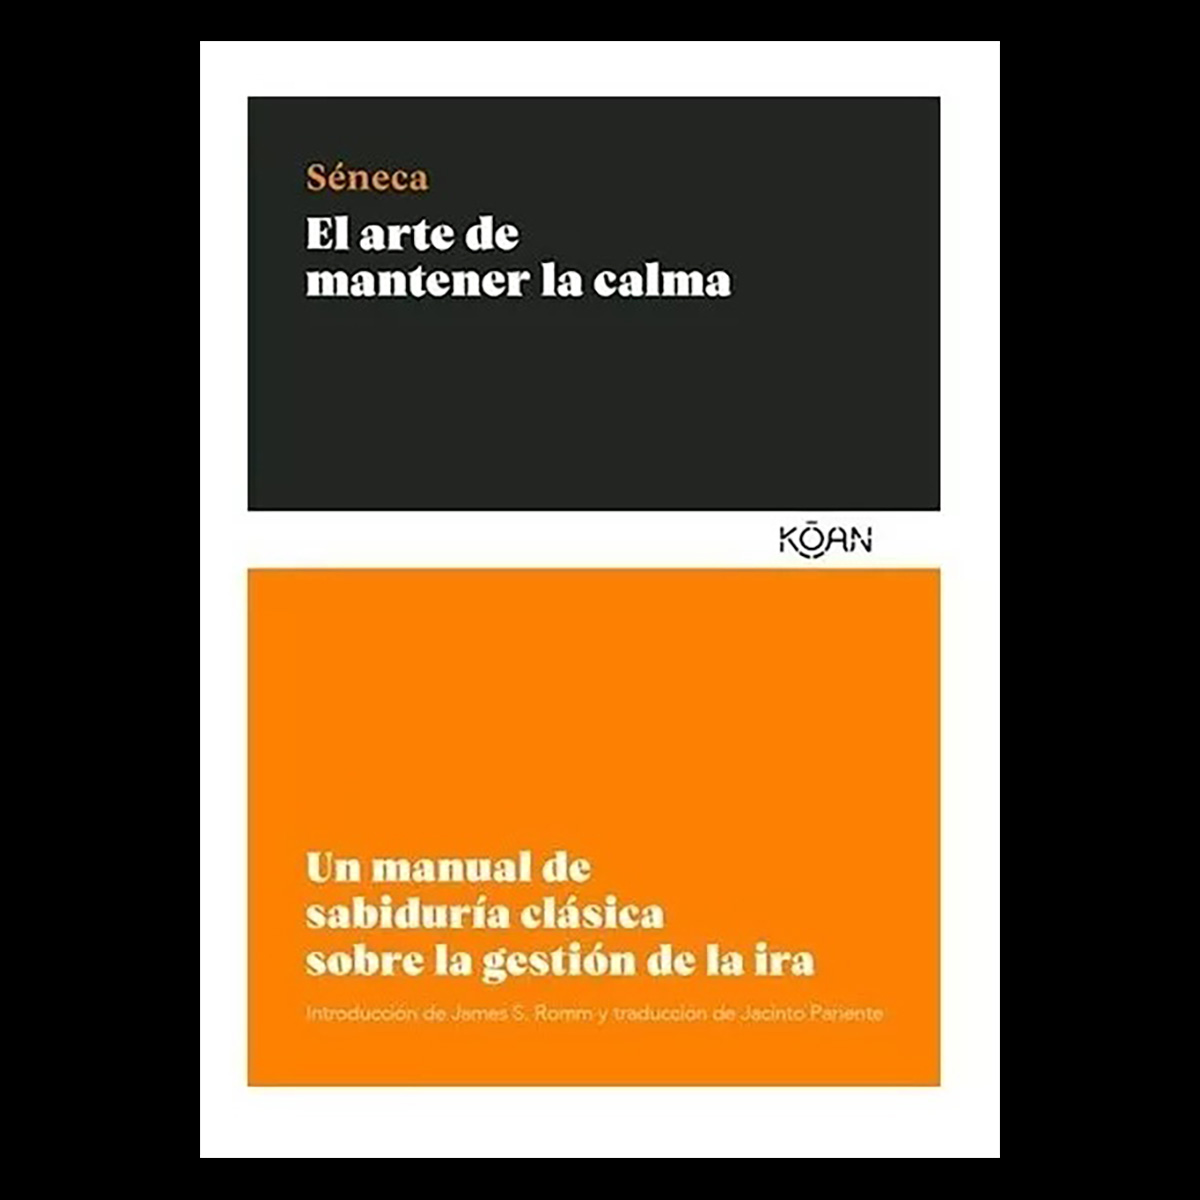 Séneca
El arte de
mantener la calma
KŌAN
Un manual de
sabiduría clásica
sobre la gestión de la ira
Introducción de James S. Romm y traducción de Jacinto Pariente